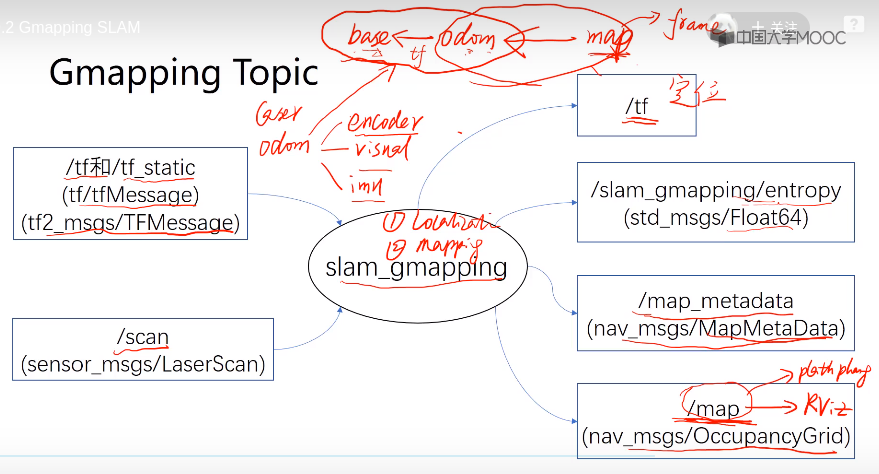 .2 Gmapping SLAM
关注
中国大学MOOC
Gmapping Topic
base tf odom map frame
Laser
odom
encoder
visual
imu
/tf
定位
/tf和/tf_static
(tf/tfMessage)
(tf2_msgs/TFMessage)
/slam_gmapping/entropy
(std_msgs/Float64)
① Localizati
② mapping
slam_gmapping
/map_metadata
(nav_msgs/MapMetaData)
/scan
(sensor_msgs/LaserScan)
/map
RViz
(nav_msgs/OccupancyGrid)